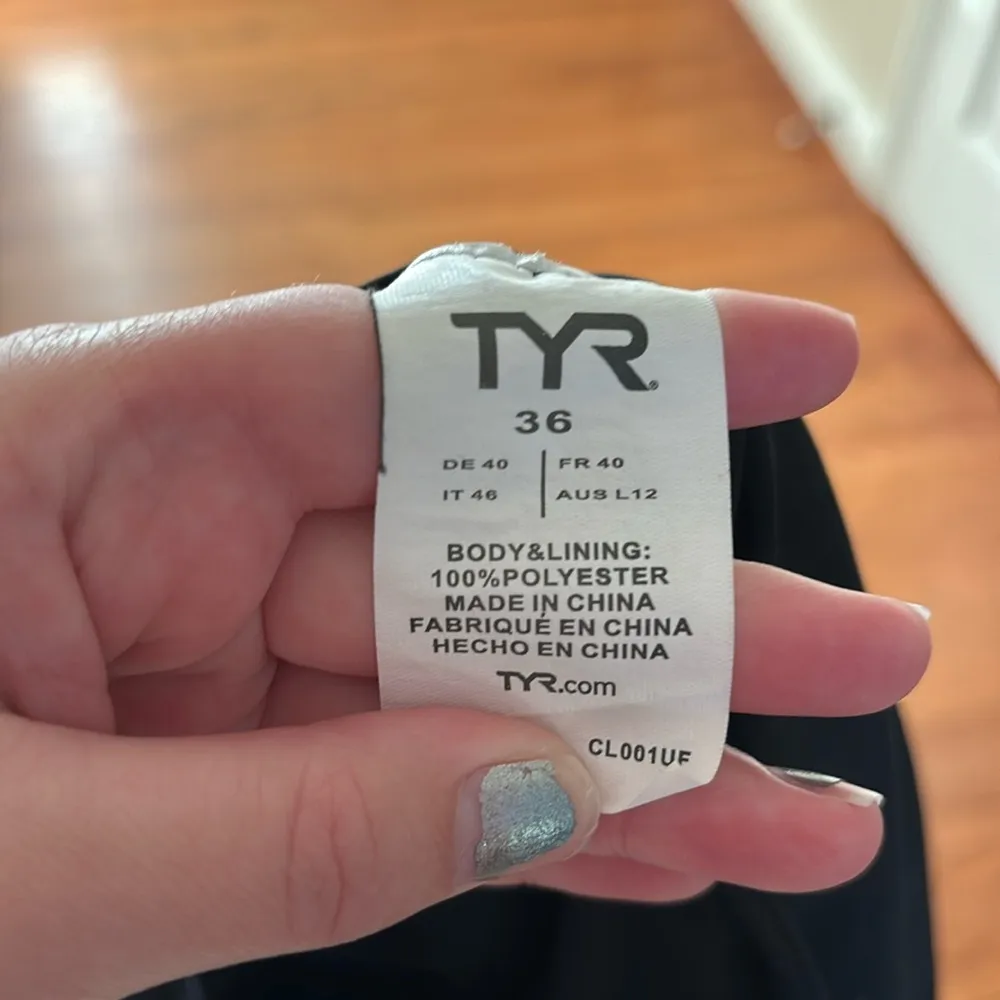 TYR®
36
DE 40 | FR 40
IT 46 | AUS L12
BODY&LINING:
100%POLYESTER
MADE IN CHINA
FABRIQUÉ EN CHINA
HECHO EN CHINA
TYR.com
CL001UF